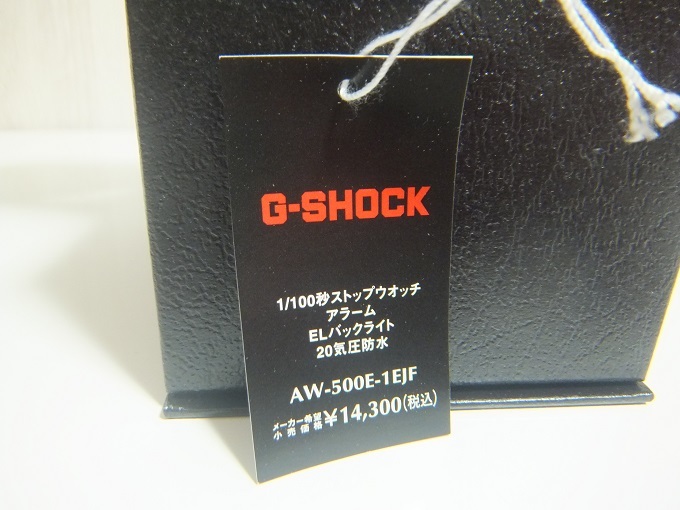 G-SHOCK
1/100秒ストップウオッチ
アラーム
ELバックライト
20気圧防水
AW-500E-1EJF
メーカー希望
小売価格 ¥14,300(税込)